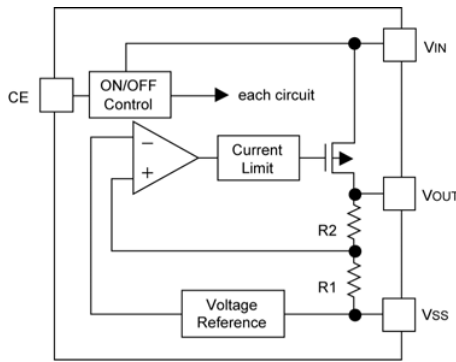 VIN
ON/OFF
Control
CE
each circuit
−
+
Current
Limit
VOUT
R2
R1
Voltage
Reference
VSS